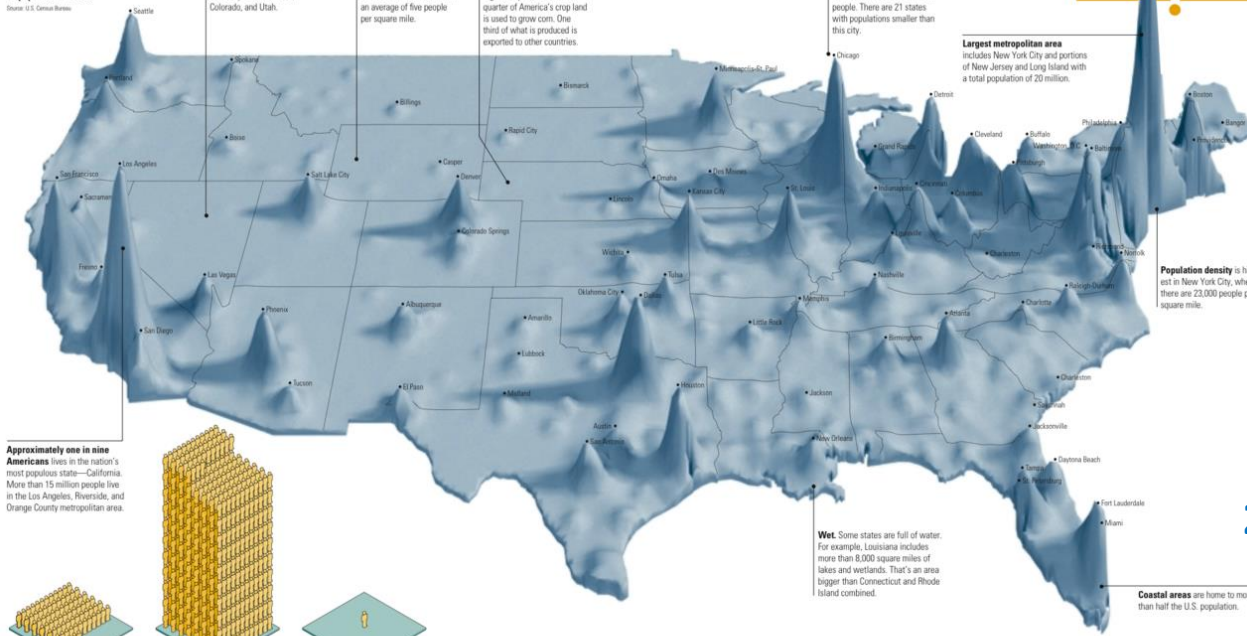 Source: U.S. Census Bureau
Colorado, and Utah.
an average of five people
per square mile.
quarter of America's crop land
is used to grow corn. One
third of what is produced is
exported to other countries.
people. There are 21 states
with populations smaller than
this city.
Largest metropolitan area
includes New York City and portions
of New Jersey and Long Island with
a total population of 20 million.
Seattle
Portland
Spokane
Boise
Billings
Bismarck
Rapid City
Minneapolis-St. Paul
Chicago
Detroit
Grand Rapids
Cleveland
Buffalo
Pittsburgh
Philadelphia
Washington, D.C.
Baltimore
Boston
Providence
Bangor
Los Angeles
San Francisco
Sacramen
Fresno
San Diego
Las Vegas
Salt Lake City
Casper
Denver
Colorado Springs
Omaha
Lincoln
Des Moines
Kansas City
St. Louis
Indianapolis
Cincinnati
Columbus
Louisville
Charleston
Richmond
Norfolk
Wichita
Tulsa
Oklahoma City
Dallas
Nashville
Memphis
Raleigh-Durham
Charlotte
Phoenix
Tucson
Albuquerque
El Paso
Amarillo
Lubbock
Midland
Little Rock
Birmingham
Atlanta
Jackson
Houston
Austin
San Antonio
New Orleans
Charleston
Savannah
Jacksonville
Daytona Beach
Tampa
St. Petersburg
Fort Lauderdale
Miami
Population density is h
est in New York City, whe
there are 23,000 people p
square mile.
Approximately one in nine
Americans lives in the nation's
most populous state—California.
More than 15 million people live
in the Los Angeles, Riverside, and
Orange County metropolitan area.
Wet. Some states are full of water.
For example, Louisiana includes
more than 8,000 square miles of
lakes and wetlands. That's an area
bigger than Connecticut and Rhode
Island combined.
Coastal areas are home to mo
than half the U.S. population.